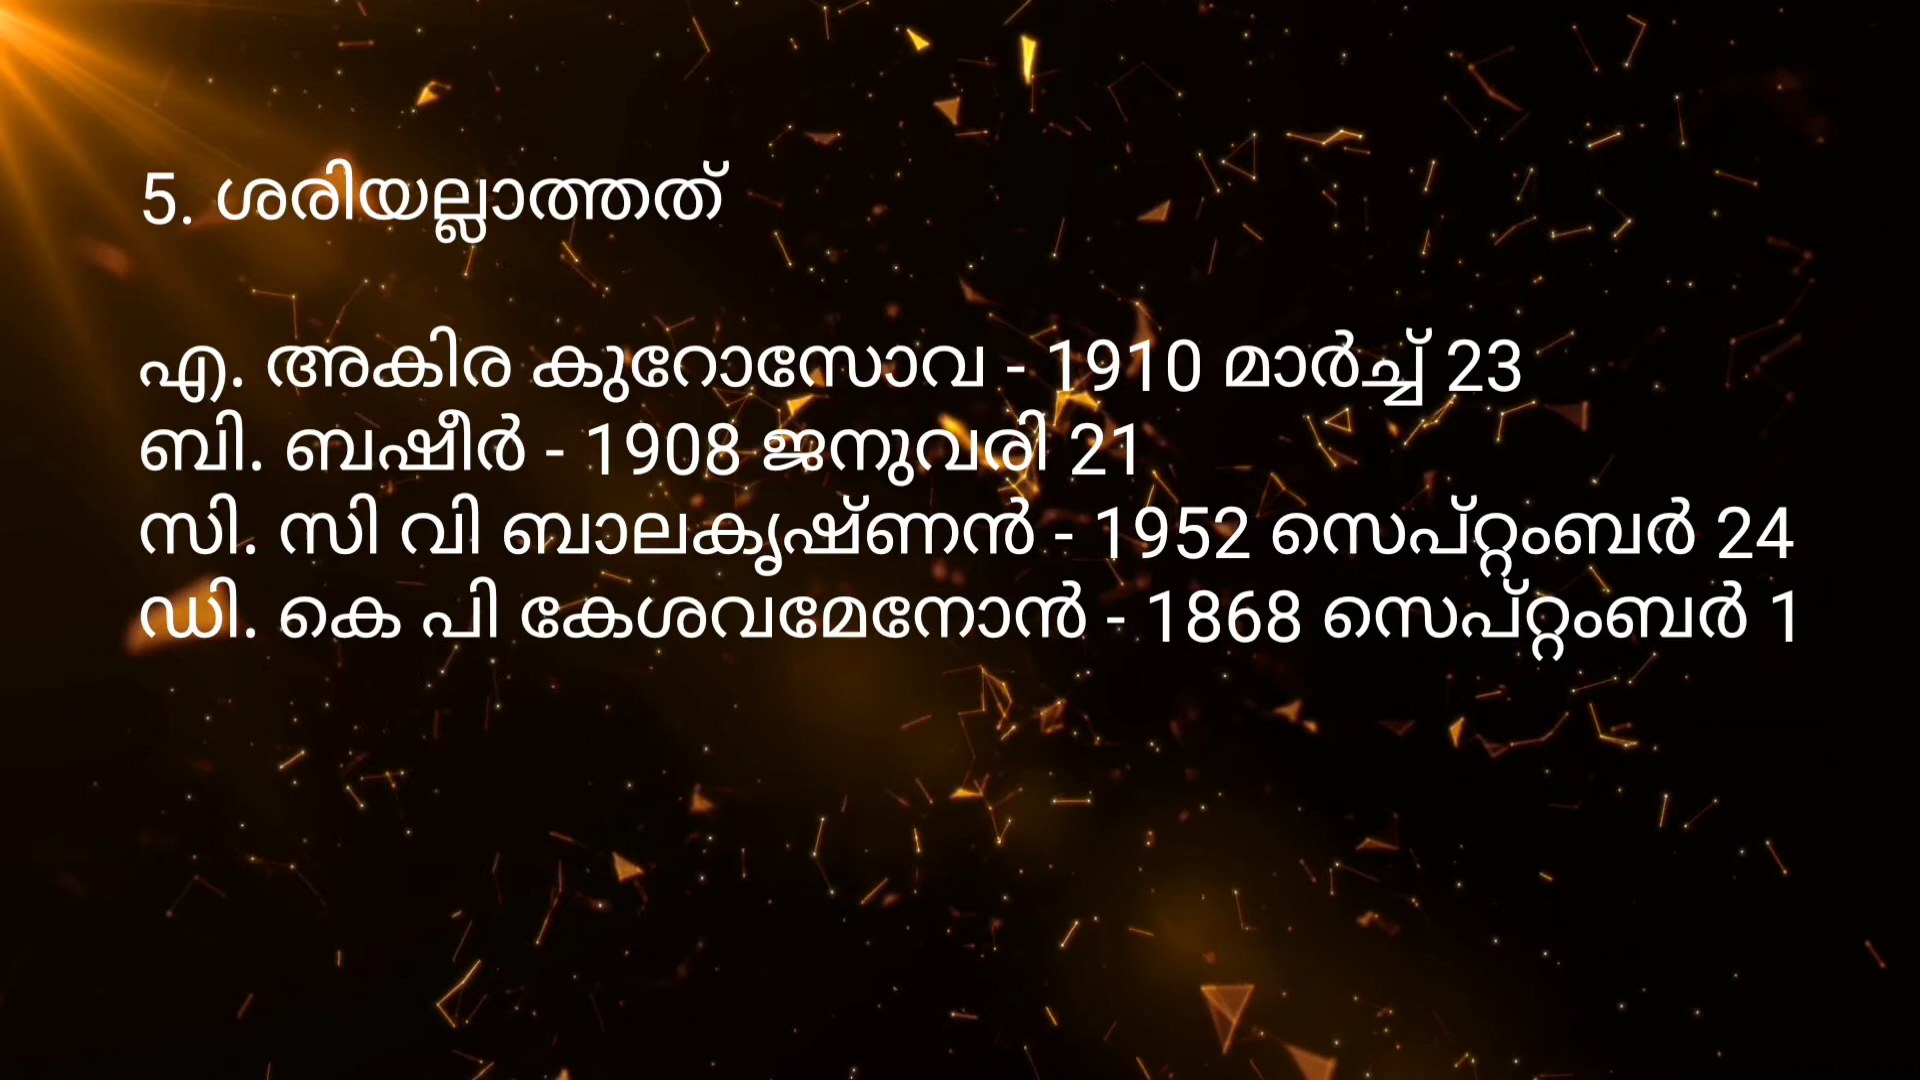 5. ശരിയല്ലാത്തത്
എ. അകിര കുറോസോവ - 1910 മാർച്ച് 23
ബി. ബഷീർ - 1908 ജനുവരി 21
സി. സി വി ബാലകൃഷ്ണൻ - 1952 സെപ്റ്റംബർ 24
ഡി. കെ പി കേശവമേനോൻ - 1868 സെപ്റ്റംബർ 1